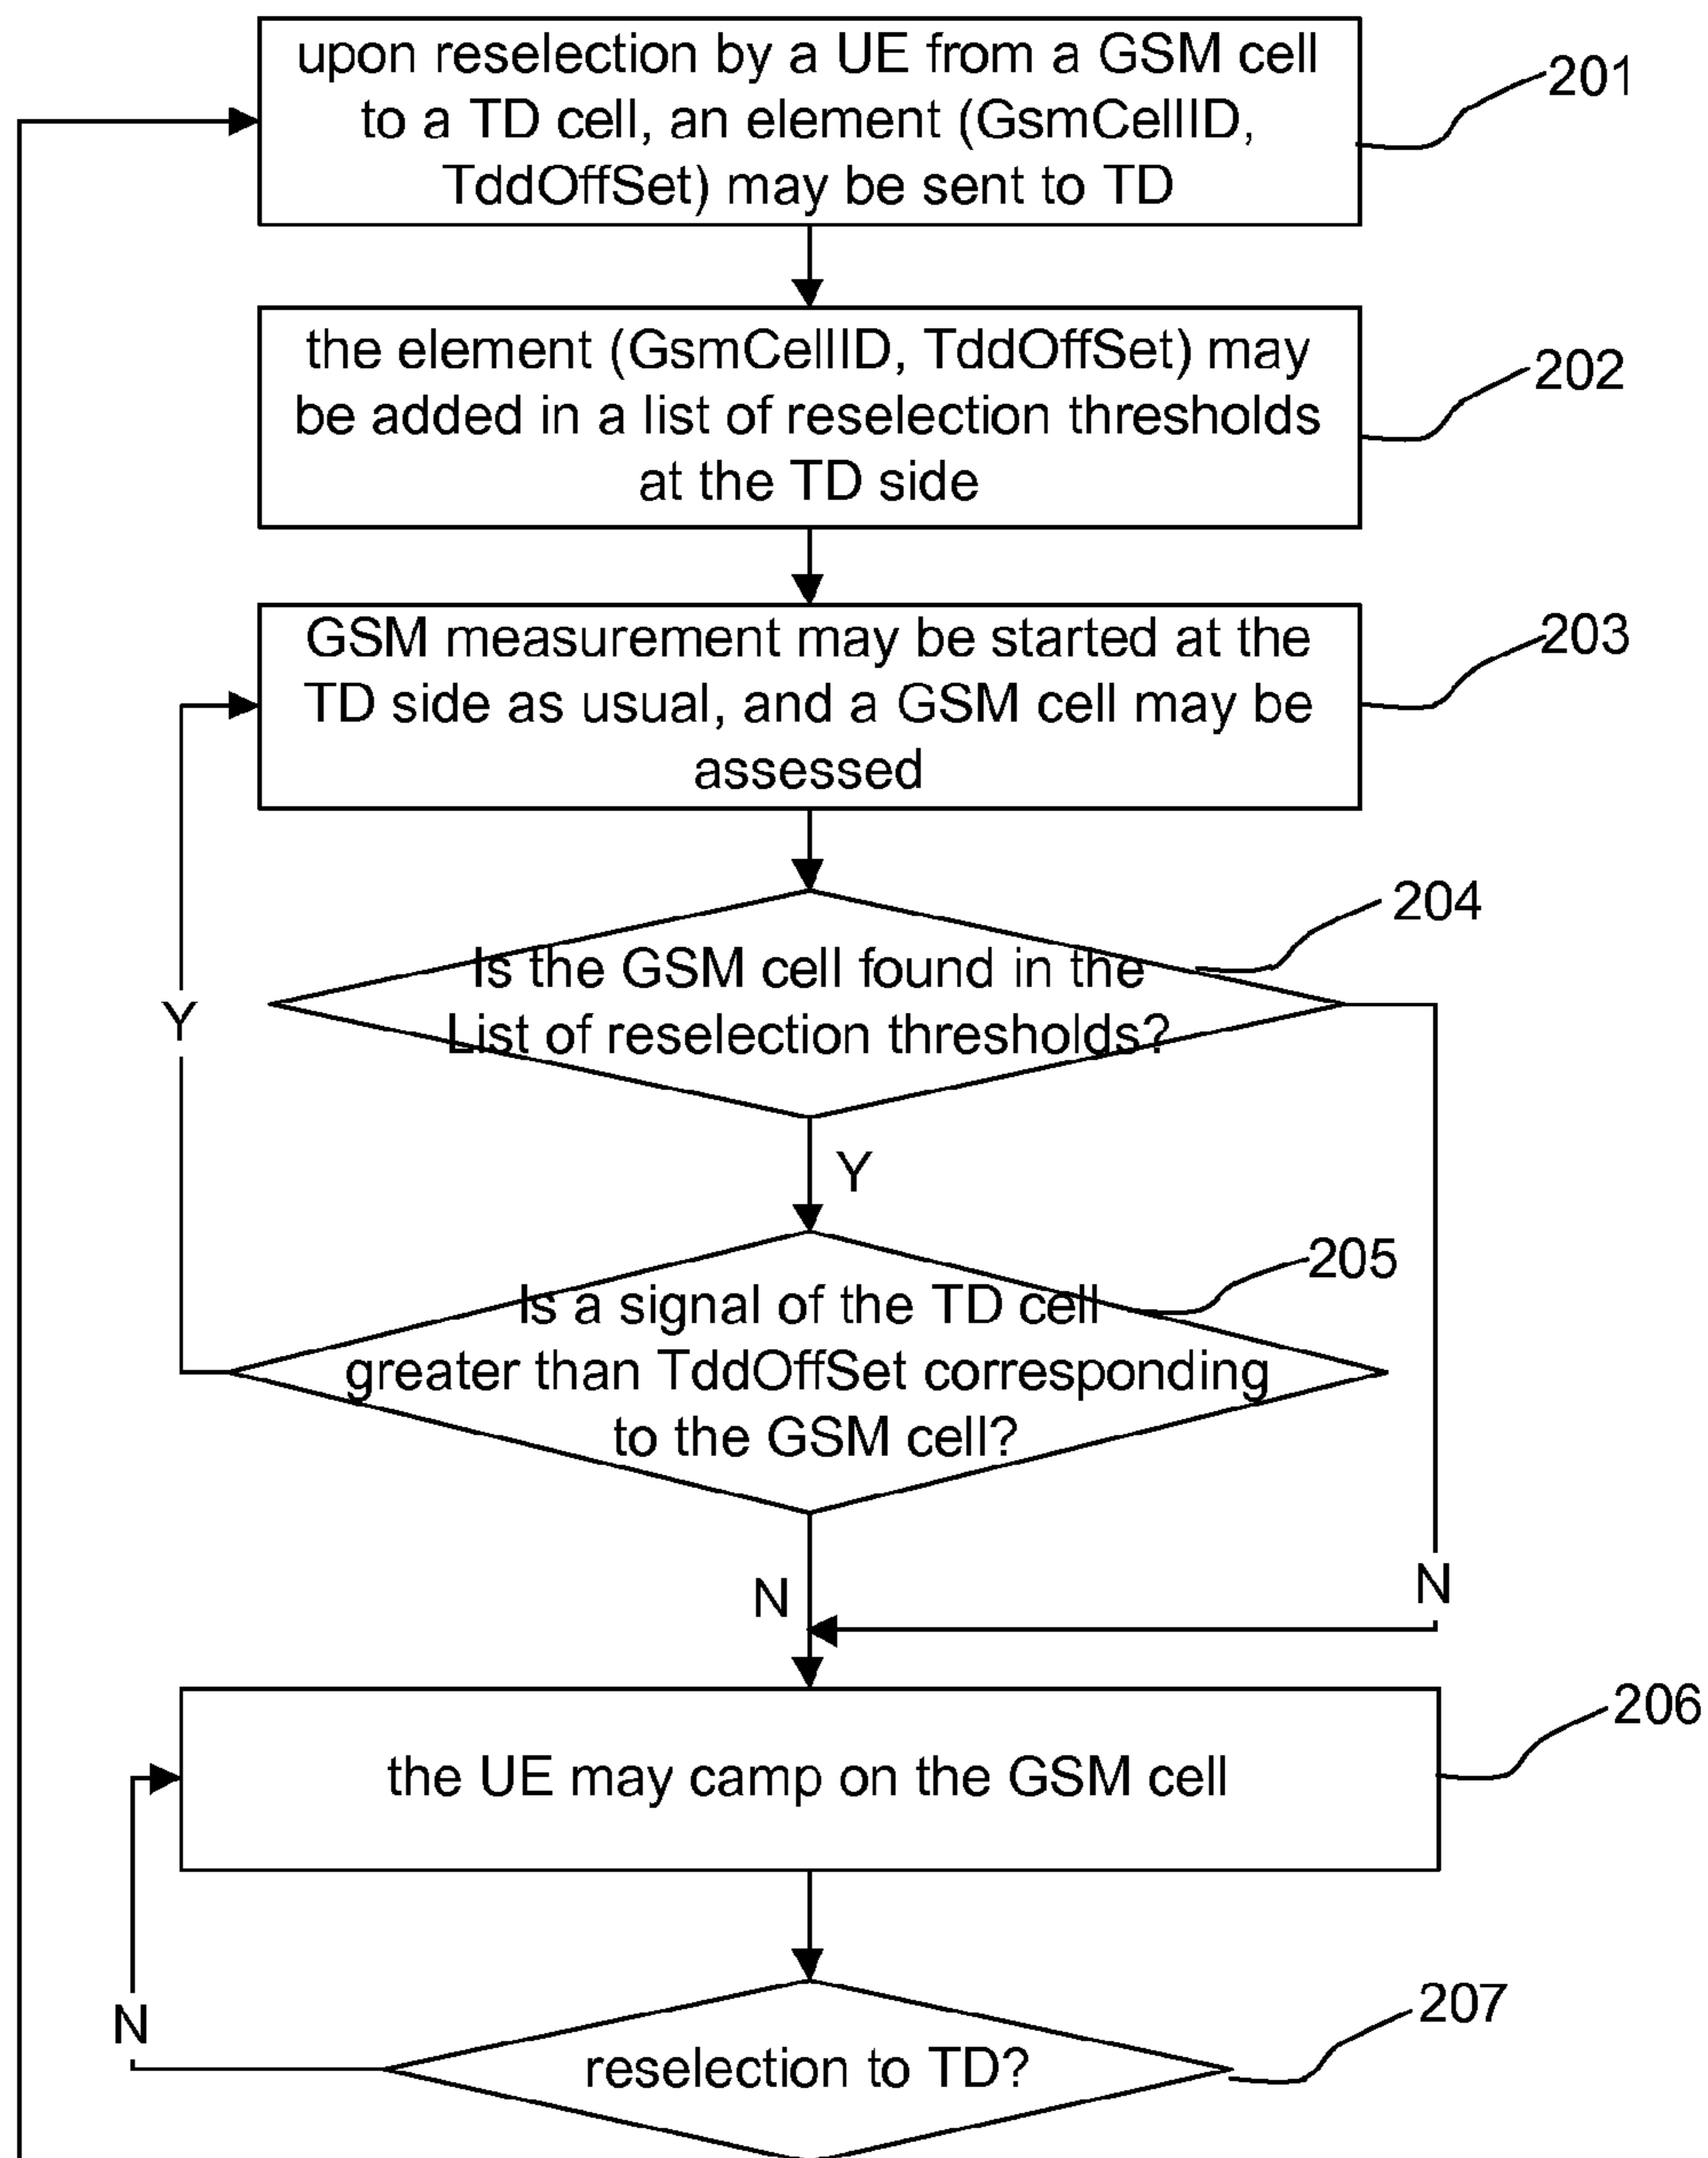 upon reselection by a UE from a GSM cell
to a TD cell, an element (GsmCellID,
TddOffSet) may be sent to TD
201
the element (GsmCellID, TddOffSet) may
be added in a list of reselection thresholds
at the TD side
202
GSM measurement may be started at the
TD side as usual, and a GSM cell may be
assessed
203
204
Is the GSM cell found in the
List of reselection thresholds?
Y
Y
205
Is a signal of the TD cell
greater than TddOffSet corresponding
to the GSM cell?
N
N
206
the UE may camp on the GSM cell
207
N
reselection to TD?